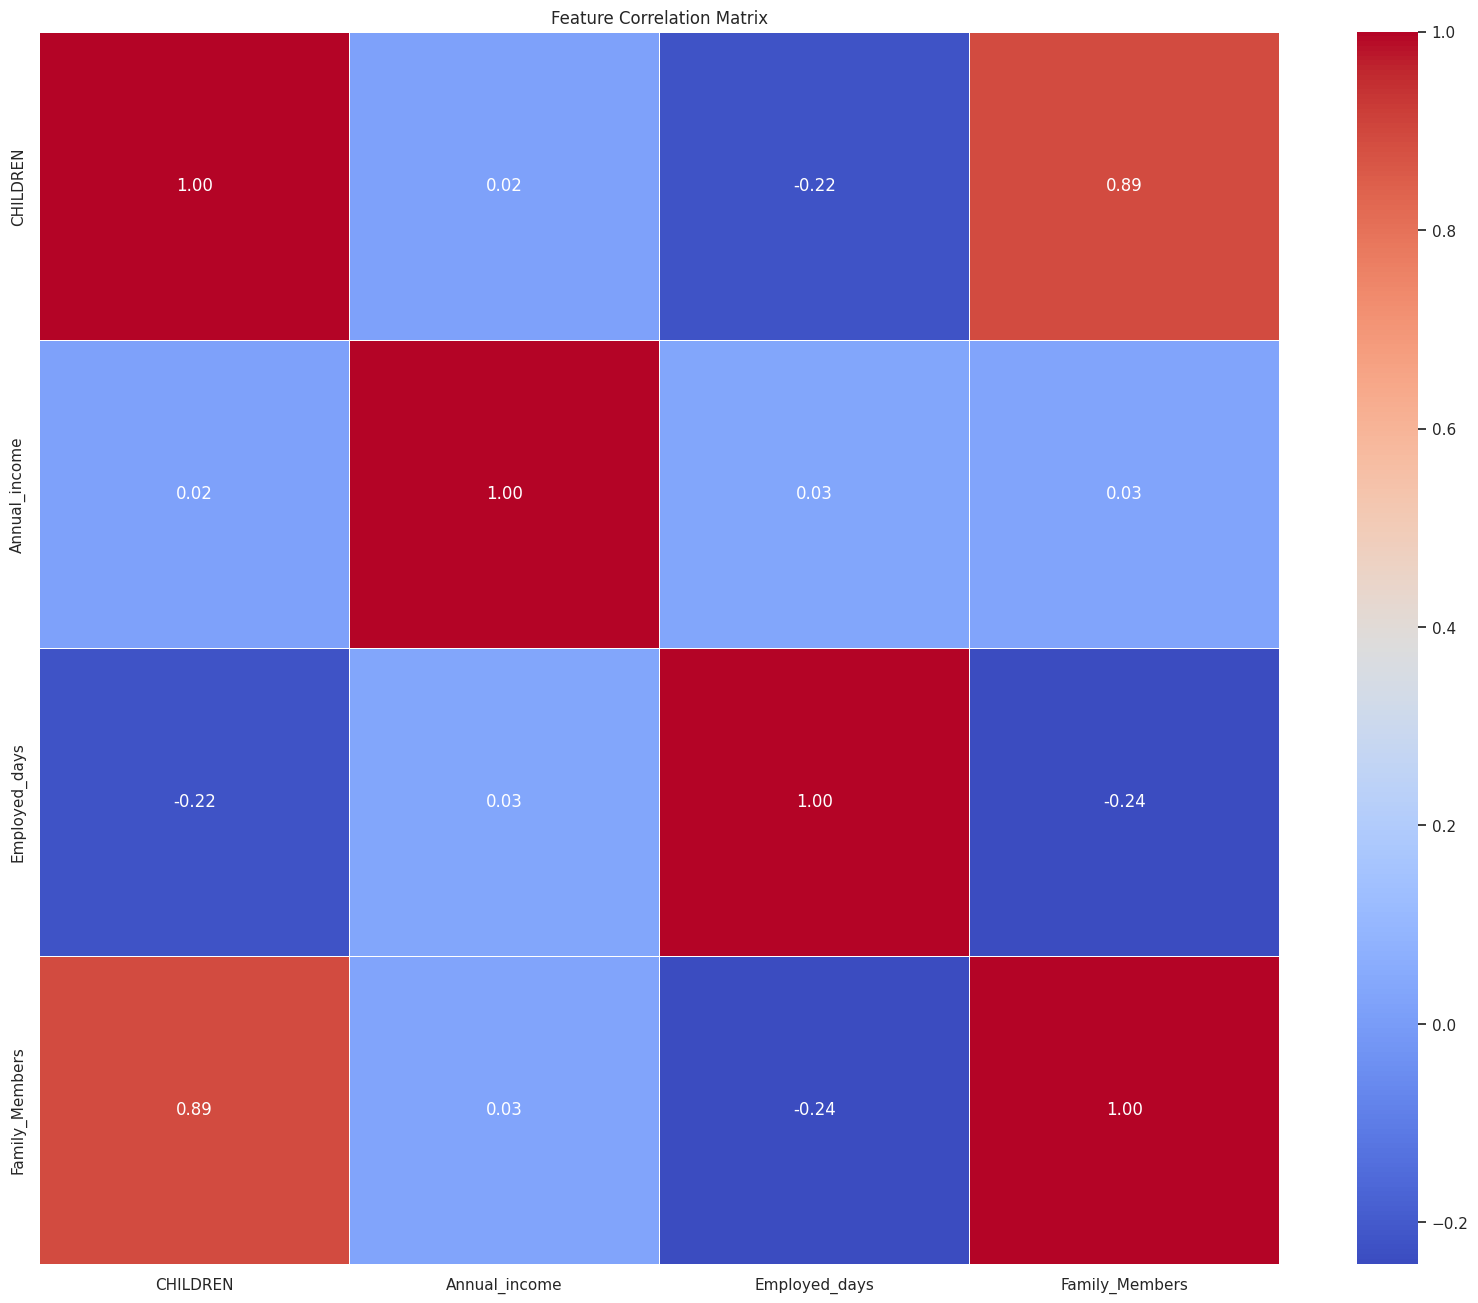 Feature Correlation Matrix
CHILDREN
1.00 0.02 -0.22 0.89
Annual_income
0.02 1.00 0.03 0.03
Employed_days
-0.22 0.03 1.00 -0.24
Family_Members
0.89 0.03 -0.24 1.00
CHILDREN Annual_income Employed_days Family_Members
1.0
0.8
0.6
0.4
0.2
0.0
−0.2